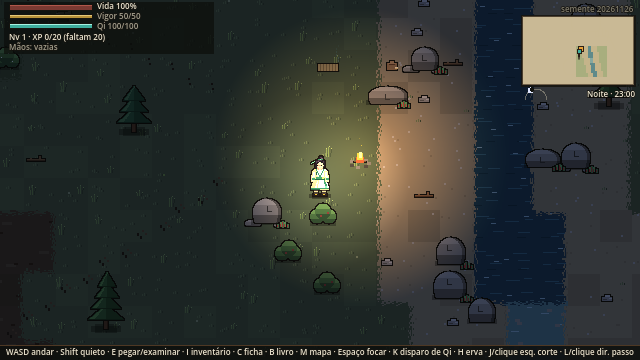 Vida 100%
Vigor 50/50
Qi 100/100
Nv 1 · XP 0/20 (faltam 20)
Mãos: vazias
semente 20261126
Noite · 23:00
WASD andar · Shift quieto · E pegar/examinar · I inventário · C ficha · B livro · M mapa · Espaço focar · K disparo de Qi · H erva · J/clique esq. corte · L/clique dir. passo